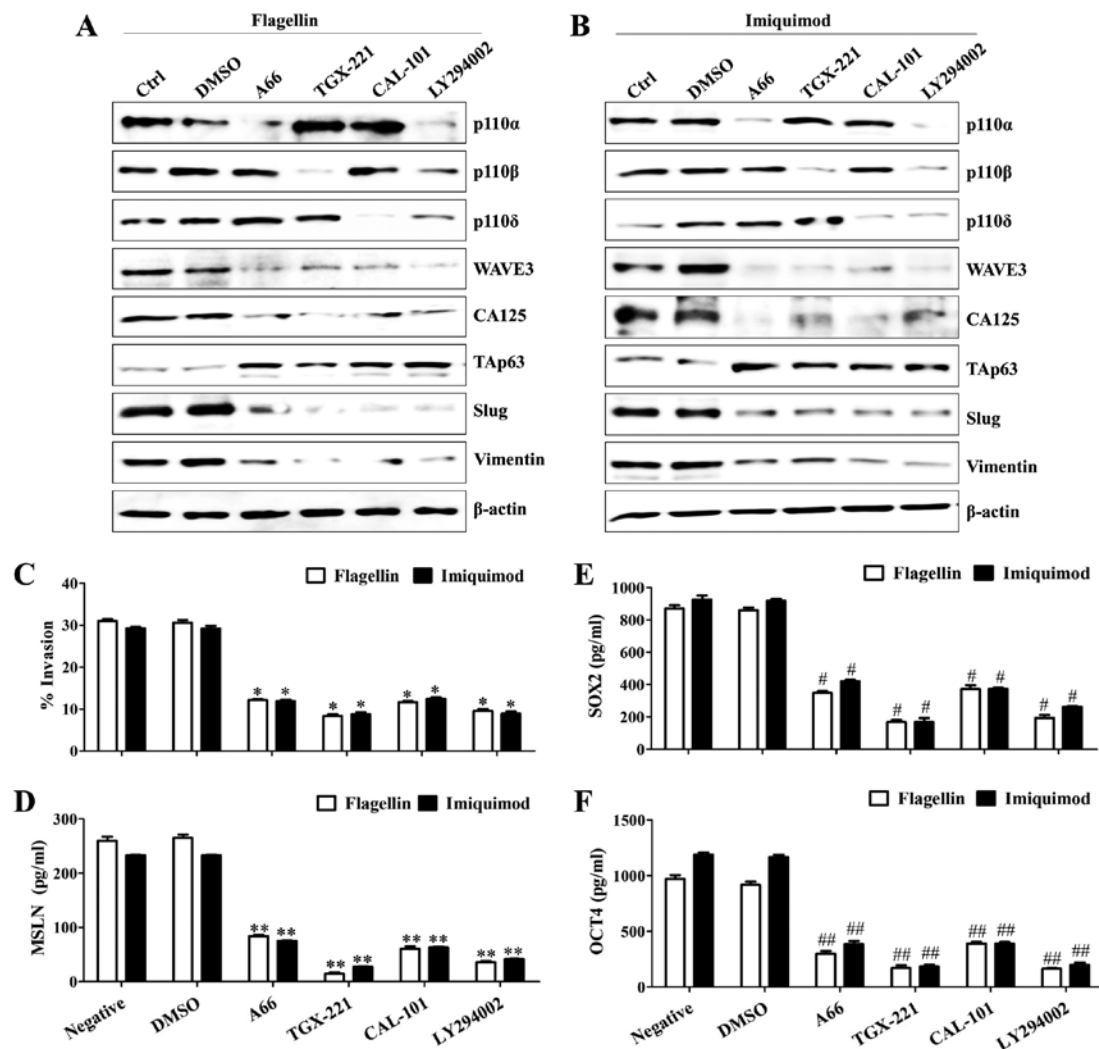 A
Flagellin
Ctrl
DMSO
A66
TGX-221
CAL-101
LY294002
p110α
p110β
p110δ
WAVE3
CA125
TAp63
Slug
Vimentin
β-actin
B
Imiquimod
Ctrl
DMSO
A66
TGX-221
CAL-101
LY294002
p110α
p110β
p110δ
WAVE3
CA125
TAp63
Slug
Vimentin
β-actin
C
Flagellin Imiquimod
% Invasion
40
30
20
10
0
* * * * * * * *
D
Flagellin Imiquimod
MSLN (pg/ml)
300
200
100
0
** ** ** ** ** ** ** **
Negative
DMSO
A66
TGX-221
CAL-101
LY294002
E
Flagellin Imiquimod
SOX2 (pg/ml)
1000
800
600
400
200
0
# # # # # # # #
F
Flagellin Imiquimod
OCT4 (pg/ml)
1500
1000
500
0
## ## ## ## ## ## ## ##
Negative
DMSO
A66
TGX-221
CAL-101
LY294002